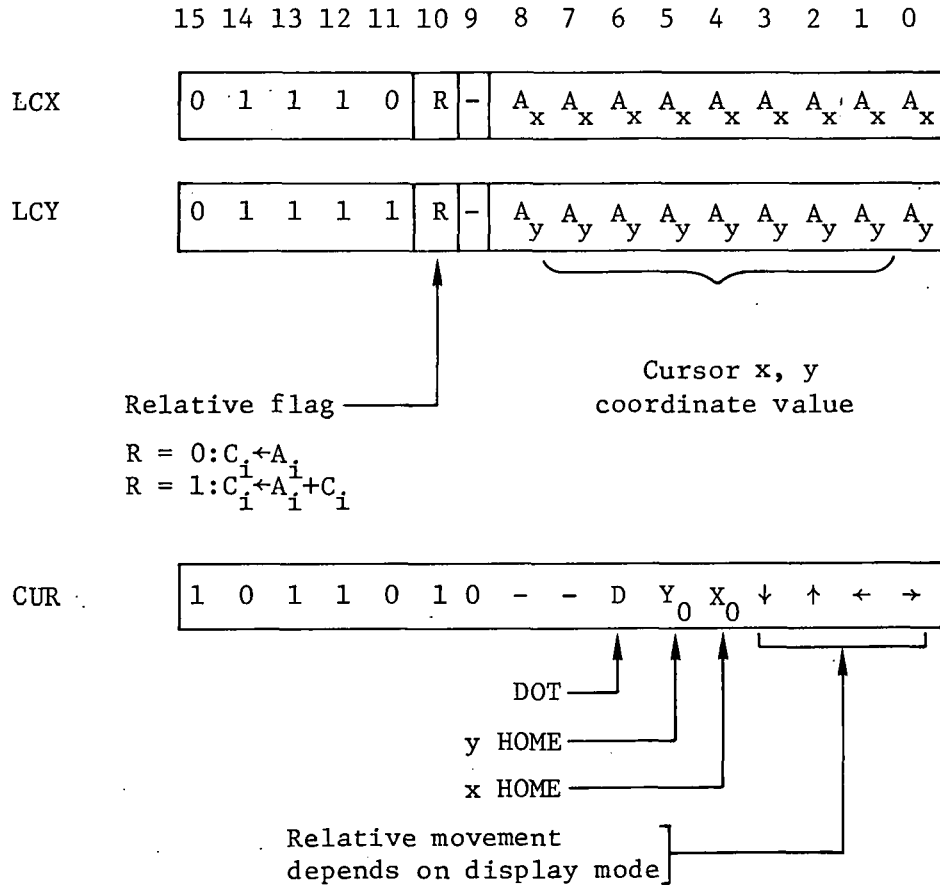 15 14 13 12 11 10 9 8 7 6 5 4 3 2 1 0
LCX 0 1 1 1 0 R - Ax Ax Ax Ax Ax Ax Ax Ax Ax
LCY 0 1 1 1 1 R - Ay Ay Ay Ay Ay Ay Ay Ay Ay
Cursor x, y
coordinate value
Relative flag
R = 0:Ci←Ai
R = 1:Ci←Ai+Ci
CUR 1 0 1 1 0 1 0 - - D Y0 X0 ↓ ↑ ← →
DOT
y HOME
x HOME
Relative movement
depends on display mode